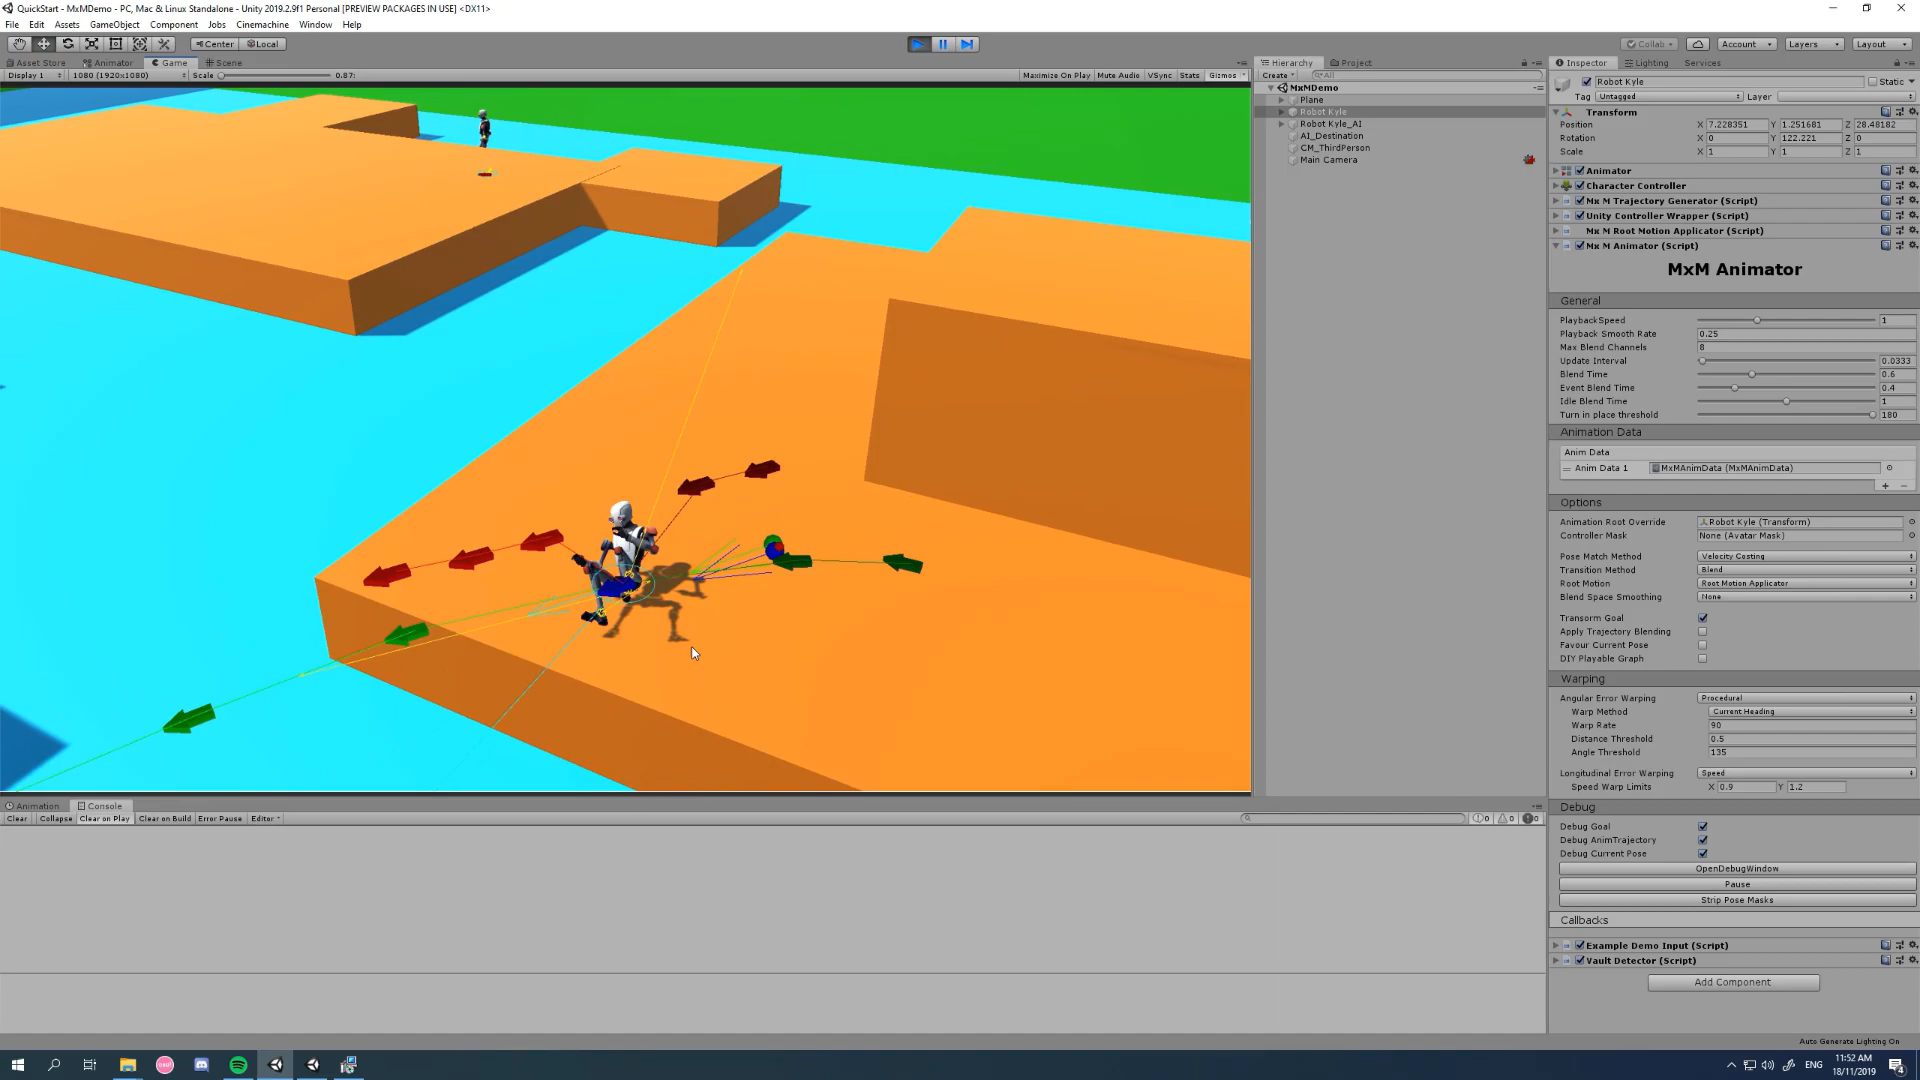 QuickStart - MxMDemo - PC, Mac & Linux Standalone - Unity 2019.2.9f1 Personal [PREVIEW PACKAGES IN USE] <DX11>
File Edit Assets GameObject Component Jobs Cinemachine Window Help
Center Local
Collab Account Layers Layout
Asset Store Animator Game Scene
Display 1 1080 (1920x1080) Scale 0.87:
Maximize On Play Mute Audio VSync Stats Gizmos
Hierarchy Project
Create All
MxMDemo
Plane
Robot Kyle
Robot Kyle_AI
AI_Destination
CM_ThirdPerson
Main Camera
Inspector Lighting Services
Robot Kyle Static
Tag Untagged Layer
Transform
Position X 7.228351 Y 1.251681 Z 28.48182
Rotation X 0 Y 122.221 Z 0
Scale X 1 Y 1 Z 1
Animator
Character Controller
Mx M Trajectory Generator (Script)
Unity Controller Wrapper (Script)
Mx M Root Motion Applicator (Script)
Mx M Animator (Script)
MxM Animator
General
PlaybackSpeed 1
Playback Smooth Rate 0.25
Max Blend Channels 8
Update Interval 0.0333
Blend Time 0.6
Event Blend Time 0.4
Idle Blend Time 1
Turn in place threshold 180
Animation Data
Anim Data
Anim Data 1 MxMAnimData (MxMAnimData)
Options
Animation Root Override Robot Kyle (Transform)
Controller Mask None (Avatar Mask)
Pose Match Method Velocity Costing
Transition Method Blend
Root Motion Root Motion Applicator
Blend Space Smoothing None
Transform Goal
Apply Trajectory Blending
Favour Current Pose
DIY Playable Graph
Warping
Angular Error Warping Procedural
Warp Method Current Heading
Warp Rate 90
Distance Threshold 0.5
Angle Threshold 135
Longitudinal Error Warping Speed
Speed Warp Limits X 0.9 Y 1.2
Debug
Debug Goal
Debug AnimTrajectory
Debug Current Pose
OpenDebugWindow
Pause
Strip Pose Masks
Callbacks
Example Demo Input (Script)
Vault Detector (Script)
Add Component
Animation Console
Clear Collapse Clear on Play Clear on Build Error Pause Editor
0 0 0
Auto Generate Lighting On
ENG
11:52 AM
18/11/2019
4